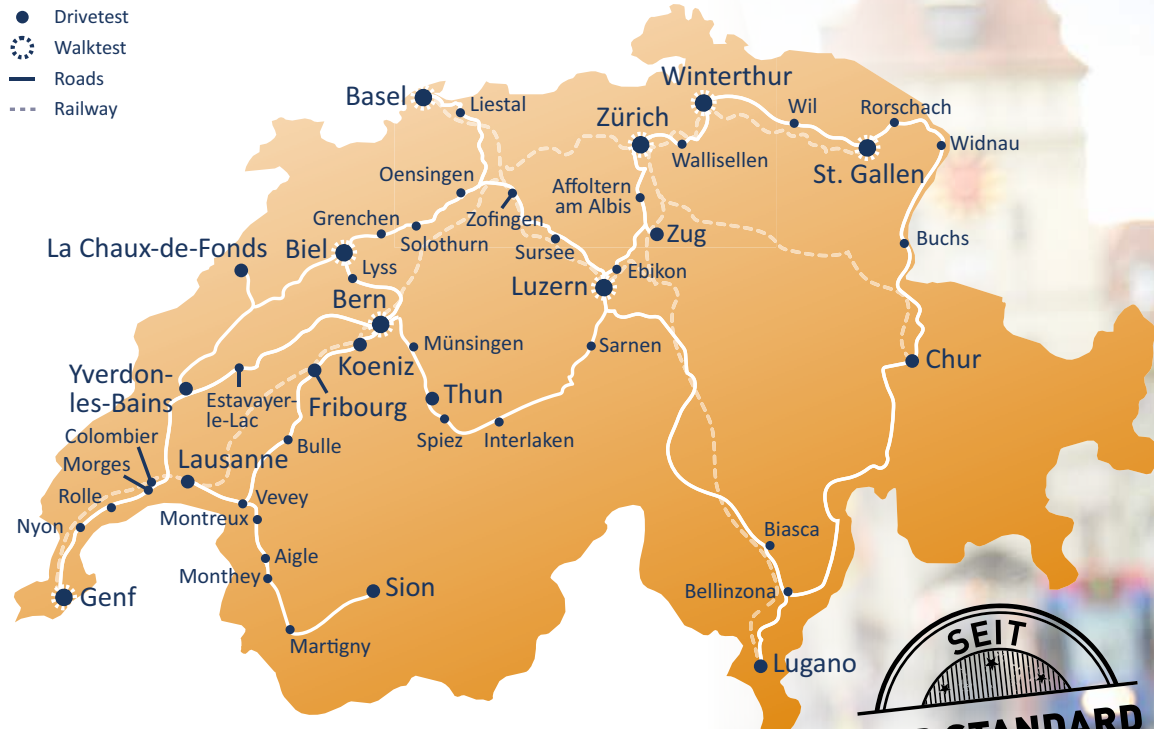 Drivetest
Walktest
Roads
Railway
Winterthur
Basel
Liestal
Wil
Rorschach
Zürich
Widnau
Wallisellen
St. Gallen
Oensingen
Affoltern
am Albis
Grenchen
Zofingen
Solothurn
Zug
La Chaux-de-Fonds
Biel
Sursee
Buchs
Lyss
Ebikon
Luzern
Bern
Münsingen
Sarnen
Koeniz
Chur
Yverdon-
les-Bains
Estavayer-
le-Lac
Fribourg
Thun
Spiez
Interlaken
Colombier
Bulle
Morges
Lausanne
Rolle
Vevey
Nyon
Montreux
Biasca
Aigle
Monthey
Sion
Bellinzona
Genf
Martigny
Lugano
SEIT
STANDARD